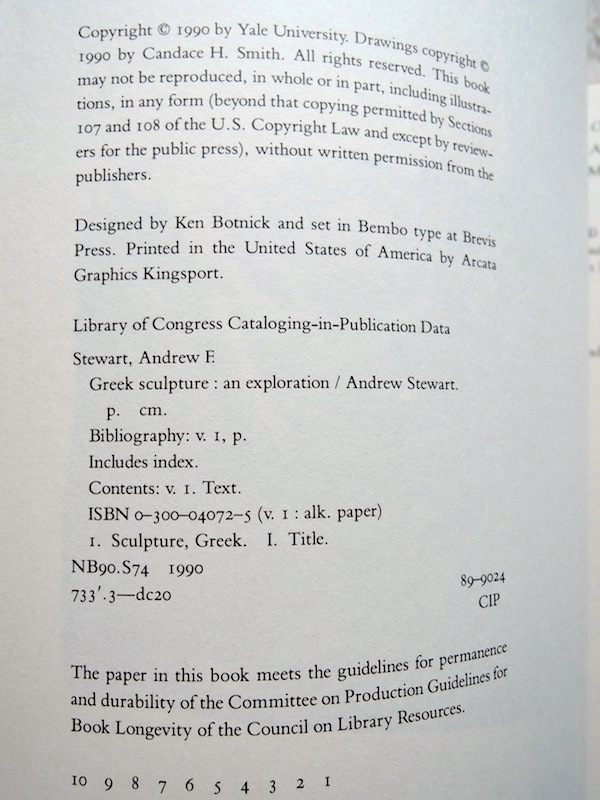 Copyright © 1990 by Yale University. Drawings copyright ©
1990 by Candace H. Smith. All rights reserved. This book
may not be reproduced, in whole or in part, including illustra-
tions, in any form (beyond that copying permitted by Sections
107 and 108 of the U.S. Copyright Law and except by review-
ers for the public press), without written permission from the
publishers.
Designed by Ken Botnick and set in Bembo type at Brevis
Press. Printed in the United States of America by Arcata
Graphics Kingsport.
Library of Congress Cataloging-in-Publication Data
Stewart, Andrew F.
Greek sculpture : an exploration / Andrew Stewart.
p. cm.
Bibliography: v. 1, p.
Includes index.
Contents: v. 1. Text.
ISBN 0–300–04072–5 (v. 1 : alk. paper)
1. Sculpture, Greek. I. Title.
NB90.S74 1990
733′.3—dc20
89–9024
CIP
The paper in this book meets the guidelines for permanence
and durability of the Committee on Production Guidelines for
Book Longevity of the Council on Library Resources.
10 9 8 7 6 5 4 3 2 1